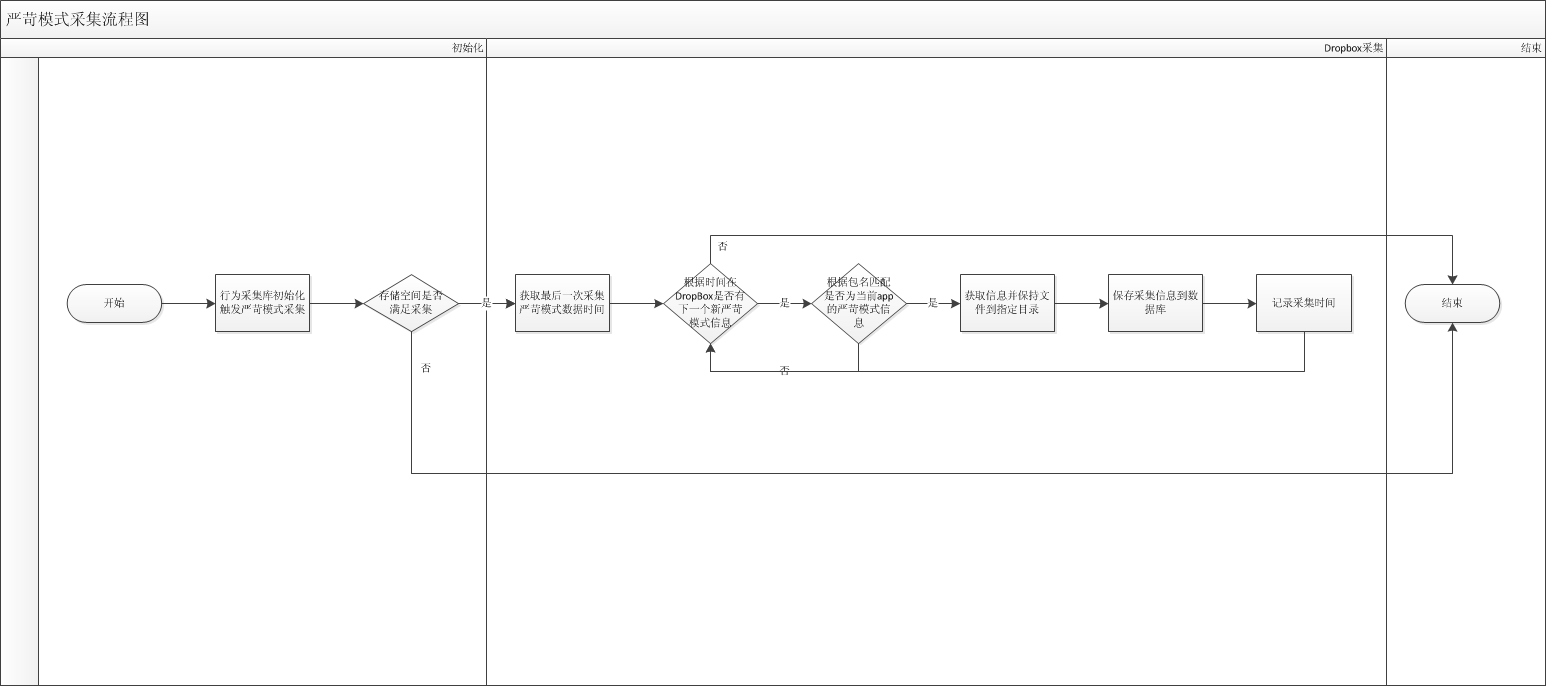 严苛模式采集流程图
初始化
Dropbox采集
结束
开始
行为采集库初始化
触发严苛模式采集
存储空间是否
满足采集
是
否
获取最后一次采集
严苛模式数据时间
根据时间在
DropBox是否有
下一个新严苛
模式信息
否
是
根据包名匹配
是否为当前app
的严苛模式信
息
是
否
获取信息并保持文
件到指定目录
保存采集信息到数
据库
记录采集时间
结束